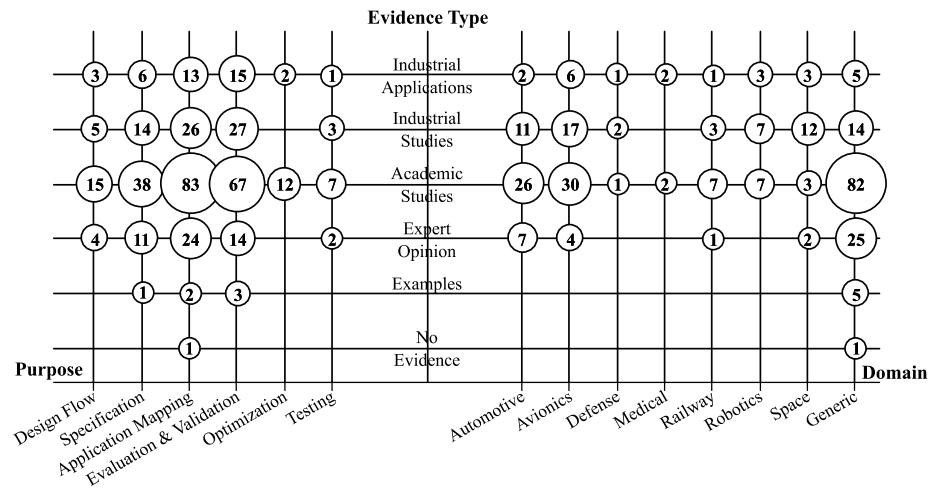 Evidence Type
3 6 13 15 2 1 Industrial Applications 2 6 1 2 1 3 3 5
5 14 26 27 3 Industrial Studies 11 17 2 3 7 12 14
15 38 83 67 12 7 Academic Studies 26 30 1 2 7 7 3 82
4 11 24 14 2 Expert Opinion 7 4 1 2 25
1 2 3 Examples 5
1 No Evidence 1
Purpose Domain
Design Flow
Specification
Application Mapping
Evaluation & Validation
Optimization
Testing
Automotive
Avionics
Defense
Medical
Railway
Robotics
Space
Generic